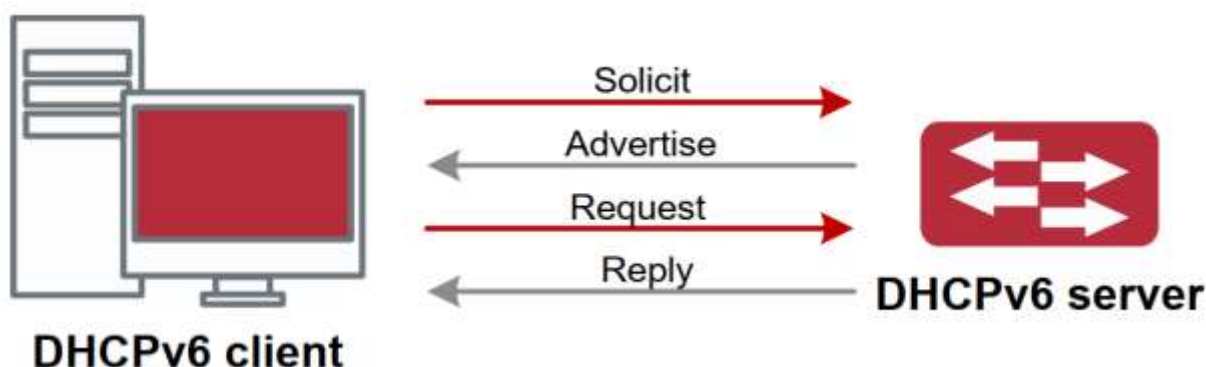 Solicit
Advertise
Request
Reply
DHCPv6 server
DHCPv6 client